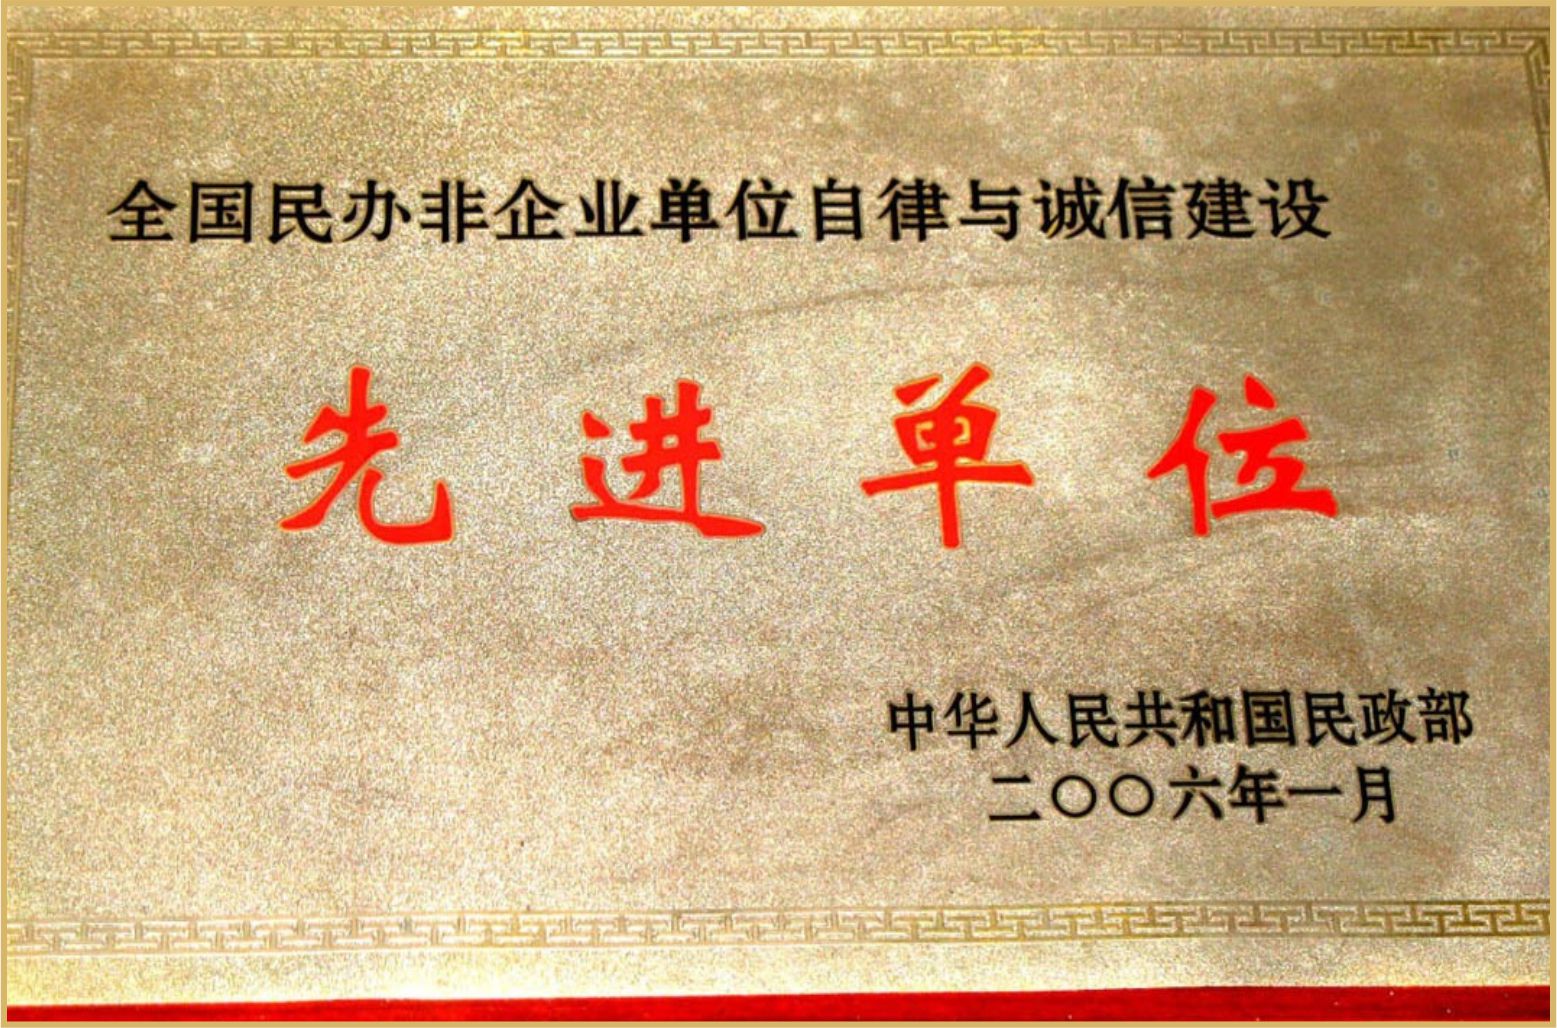 全国民办非企业单位自律与诚信建设
先进单位
中华人民共和国民政部
二〇〇六年一月